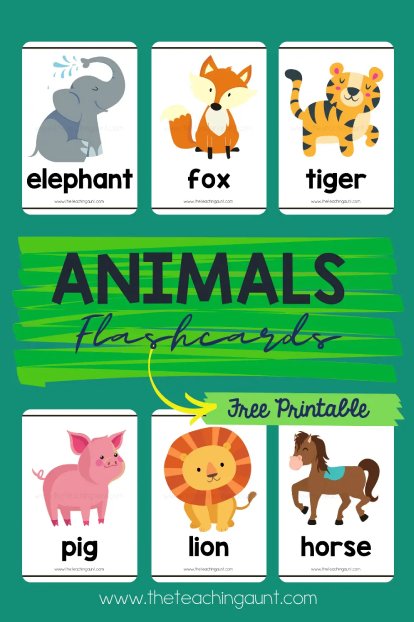 elephant
www.theteachingaunt.com
fox
www.theteachingaunt.com
tiger
www.theteachingaunt.com
ANIMALS
Flashcards
Free Printable
pig
www.theteachingaunt.com
lion
www.theteachingaunt.com
horse
www.theteachingaunt.com
www.theteachingaunt.com